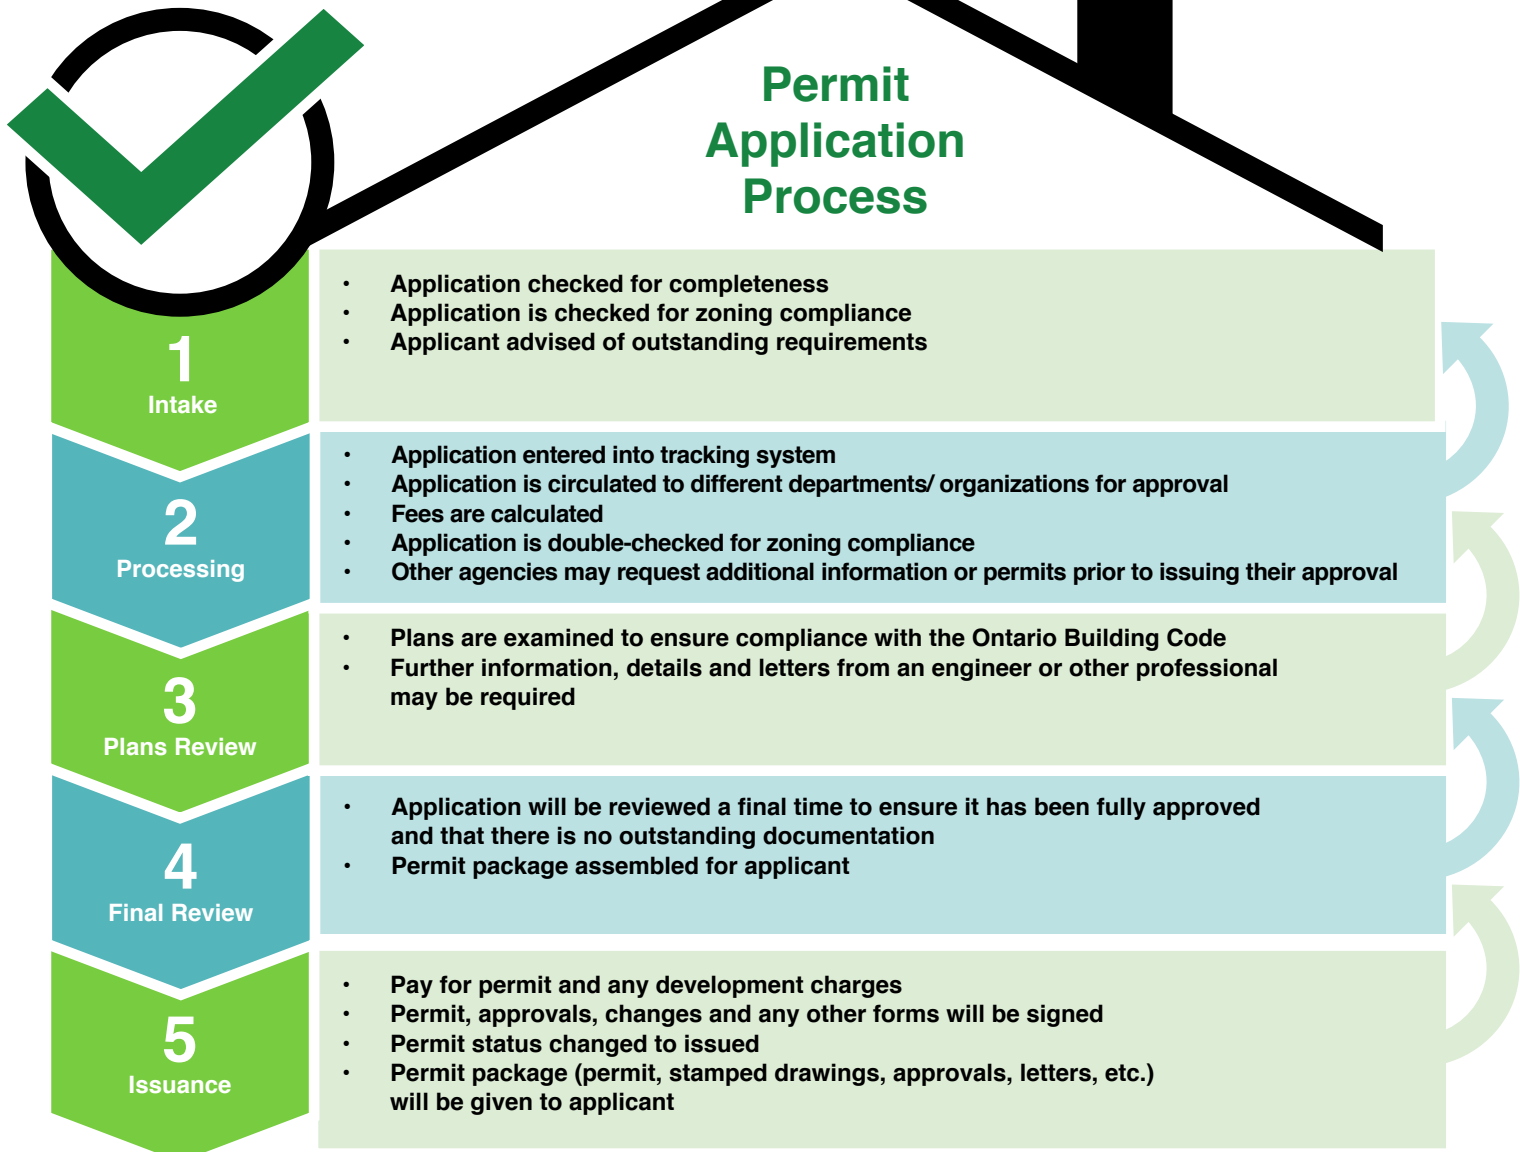 Permit
Application
Process
1
Intake
• Application checked for completeness
• Application is checked for zoning compliance
• Applicant advised of outstanding requirements
2
Processing
• Application entered into tracking system
• Application is circulated to different departments/ organizations for approval
• Fees are calculated
• Application is double-checked for zoning compliance
• Other agencies may request additional information or permits prior to issuing their approval
3
Plans Review
• Plans are examined to ensure compliance with the Ontario Building Code
• Further information, details and letters from an engineer or other professional
may be required
4
Final Review
• Application will be reviewed a final time to ensure it has been fully approved
and that there is no outstanding documentation
• Permit package assembled for applicant
5
Issuance
• Pay for permit and any development charges
• Permit, approvals, changes and any other forms will be signed
• Permit status changed to issued
• Permit package (permit, stamped drawings, approvals, letters, etc.)
will be given to applicant